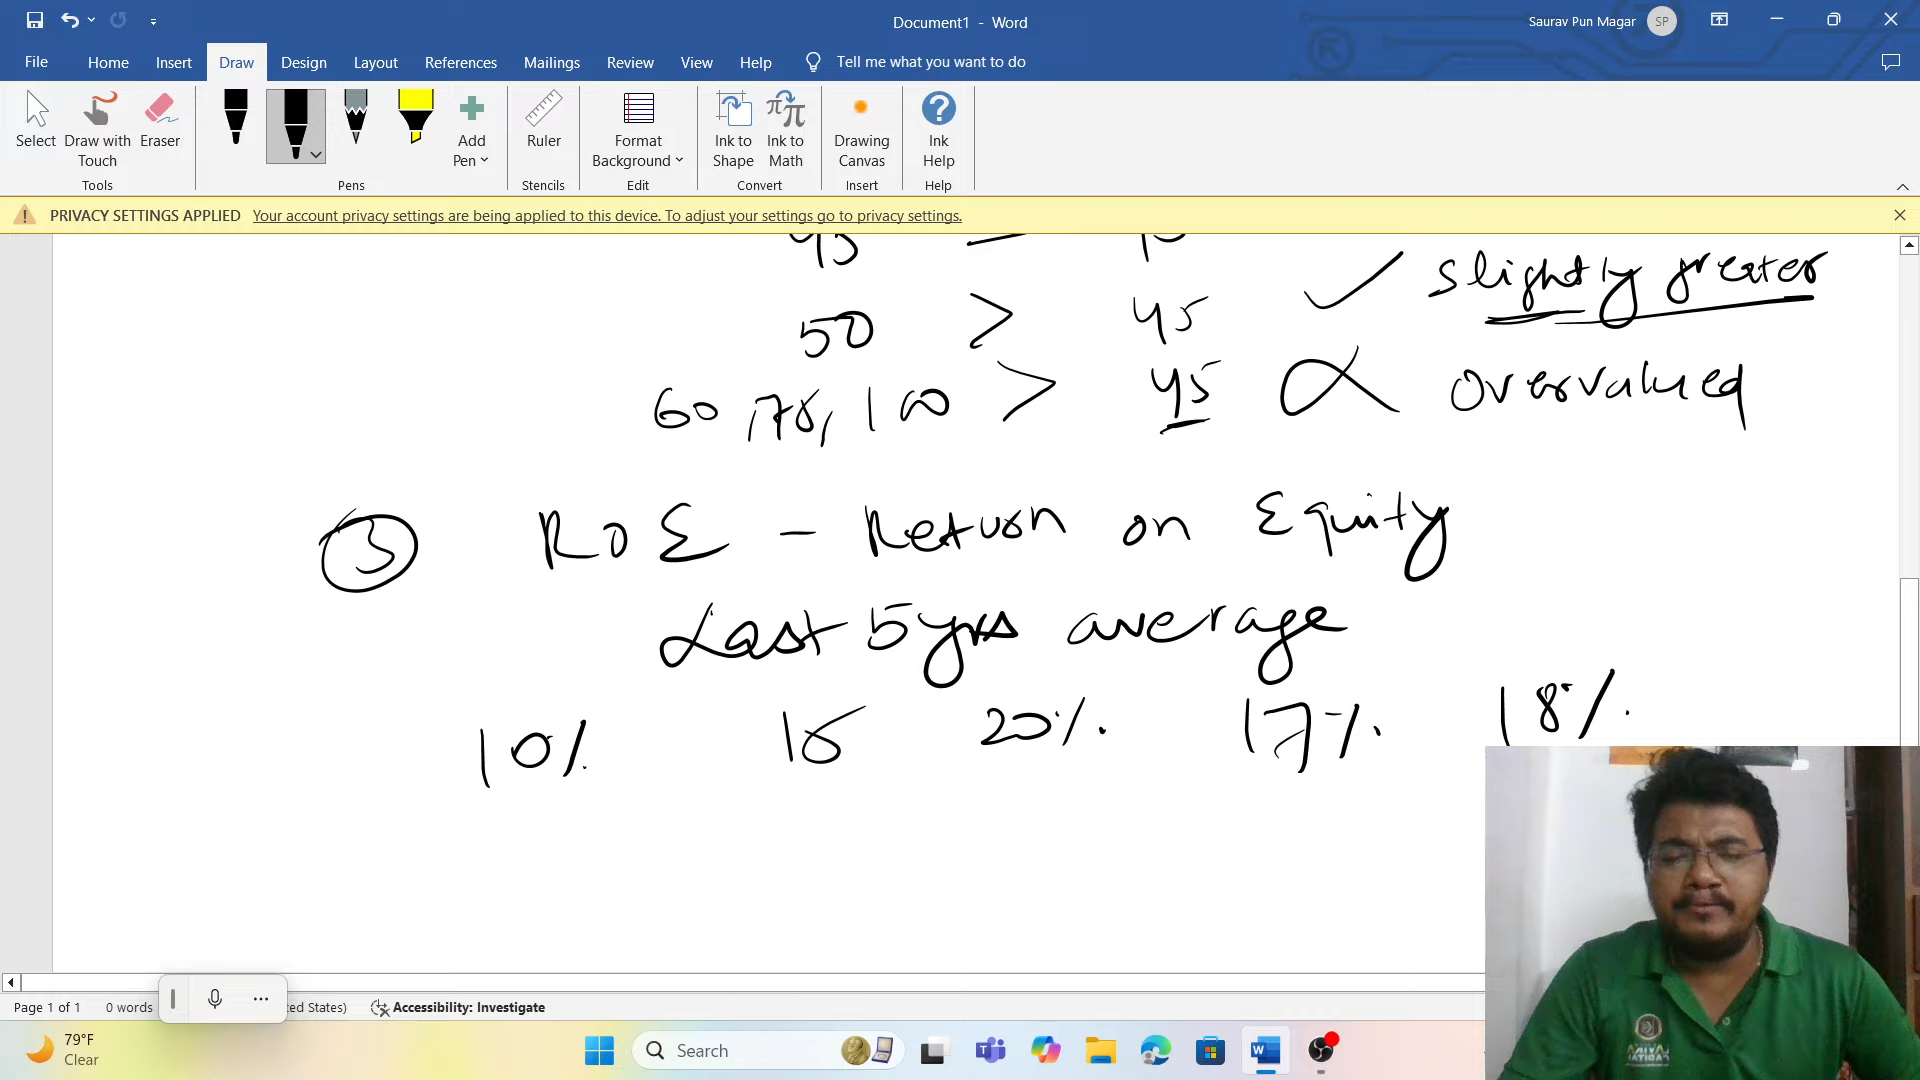 Document1 - Word
Saurav Pun Magar SP
File Home Insert Draw Design Layout References Mailings Review View Help Tell me what you want to do
Select Draw with Touch Eraser
Add Pen
Ruler
Format Background
Ink to Shape Ink to Math
Drawing Canvas
Ink Help
Tools Pens Stencils Edit Convert Insert Help
PRIVACY SETTINGS APPLIED Your account privacy settings are being applied to this device. To adjust your settings go to privacy settings.
slightly greater
50 > 45
60, 75, 100 > 45 overvalued
3 ROE - Return on Equity
Last 5 yrs average
10% 15 20% 17% 18%
Page 1 of 1 0 words ed States) Accessibility: Investigate
79°F
Clear
Search